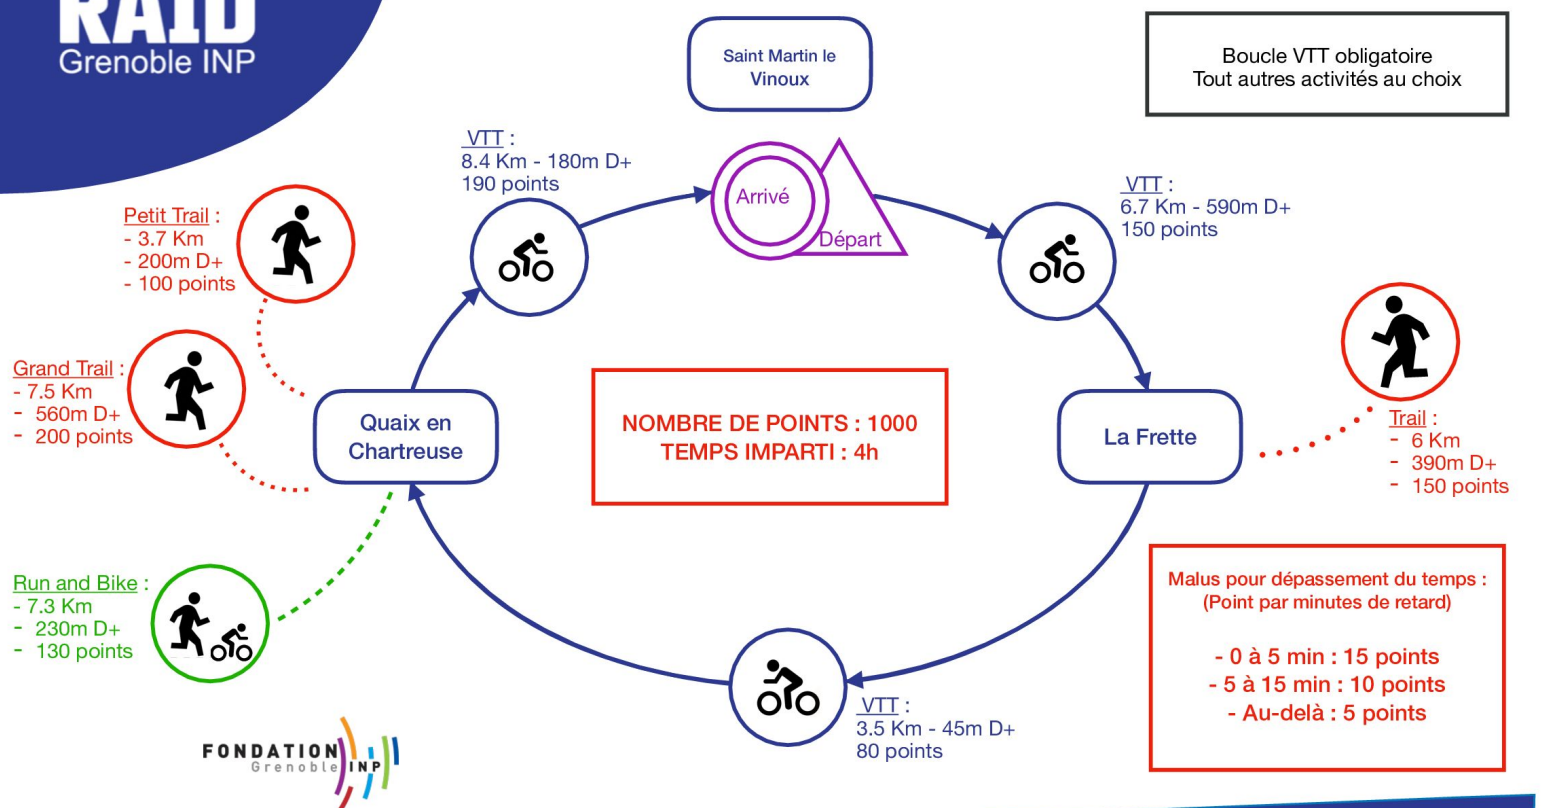 RAID
Grenoble INP
Saint Martin le
Vinoux
Boucle VTT obligatoire
Tout autres activités au choix
VTT :
8.4 Km - 180m D+
190 points
Arrivé
Départ
VTT :
6.7 Km - 590m D+
150 points
Petit Trail :
- 3.7 Km
- 200m D+
- 100 points
Grand Trail :
- 7.5 Km
- 560m D+
- 200 points
Quaix en
Chartreuse
NOMBRE DE POINTS : 1000
TEMPS IMPARTI : 4h
La Frette
Trail :
- 6 Km
- 390m D+
- 150 points
Run and Bike :
- 7.3 Km
- 230m D+
- 130 points
Malus pour dépassement du temps :
(Point par minutes de retard)
- 0 à 5 min : 15 points
- 5 à 15 min : 10 points
- Au-delà : 5 points
VTT :
3.5 Km - 45m D+
80 points
FONDATION
Grenoble INP